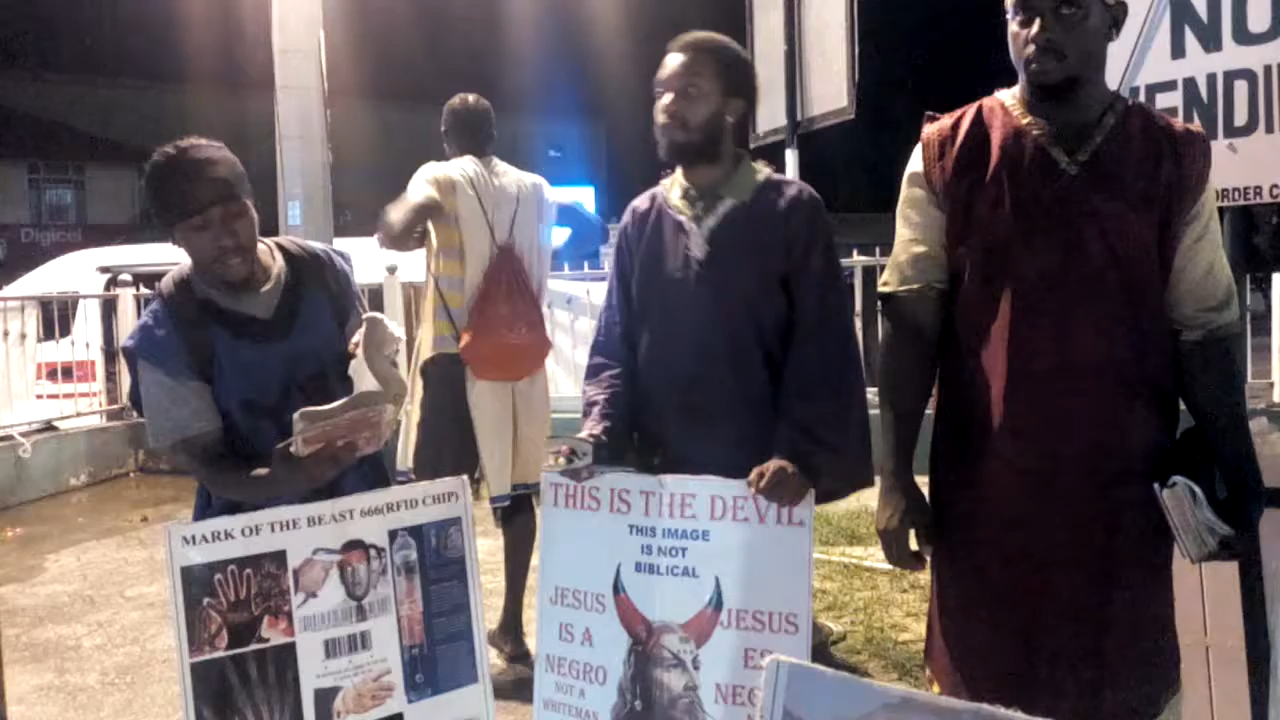 NO
VENDI
ORDER C
Digicel
MARK OF THE BEAST 666(RFID CHIP)
THIS IS THE DEVIL
THIS IMAGE
IS NOT
BIBLICAL
JESUS
IS A
NEGRO
NOT A
WHITEMAN
JESUS
ES
NEG